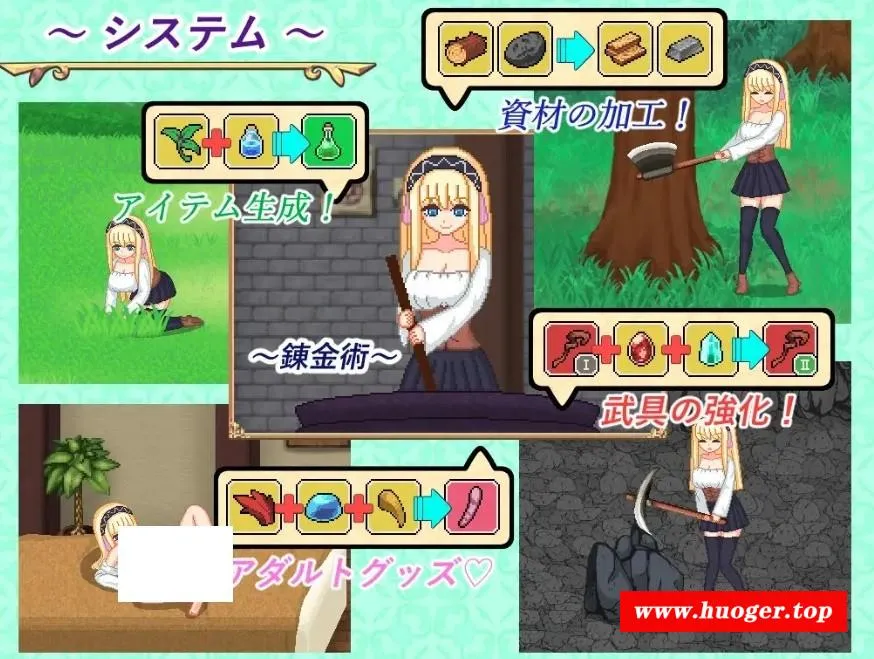 ～ システム ～
資材の加工！
アイテム生成！
～錬金術～
I
II
武具の強化！
アダルトグッズ♡
www.huoger.top